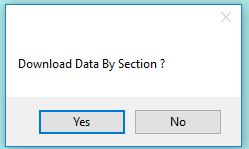 Download Data By Section ?
Yes No